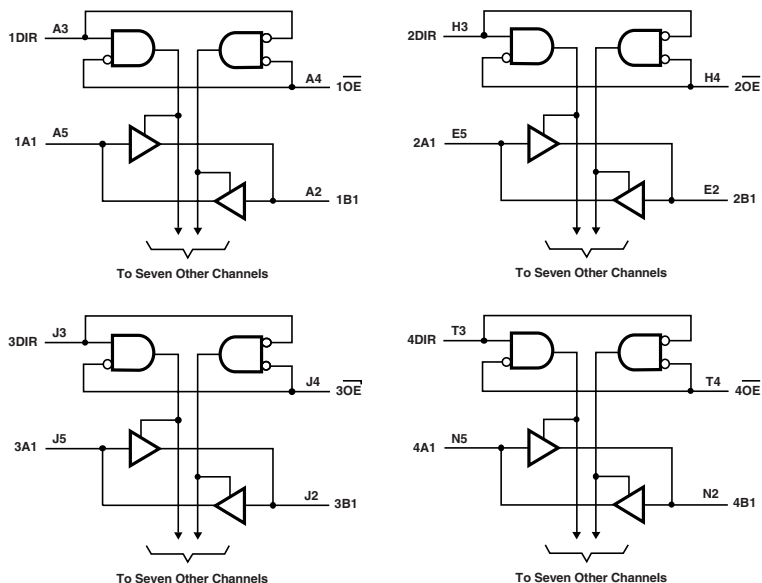 1DIR A3
A4 1OE
1A1 A5
A2 1B1
To Seven Other Channels
2DIR H3
H4 2OE
2A1 E5
E2 2B1
To Seven Other Channels
3DIR J3
J4 3OE
3A1 J5
J2 3B1
To Seven Other Channels
4DIR T3
T4 4OE
4A1 N5
N2 4B1
To Seven Other Channels